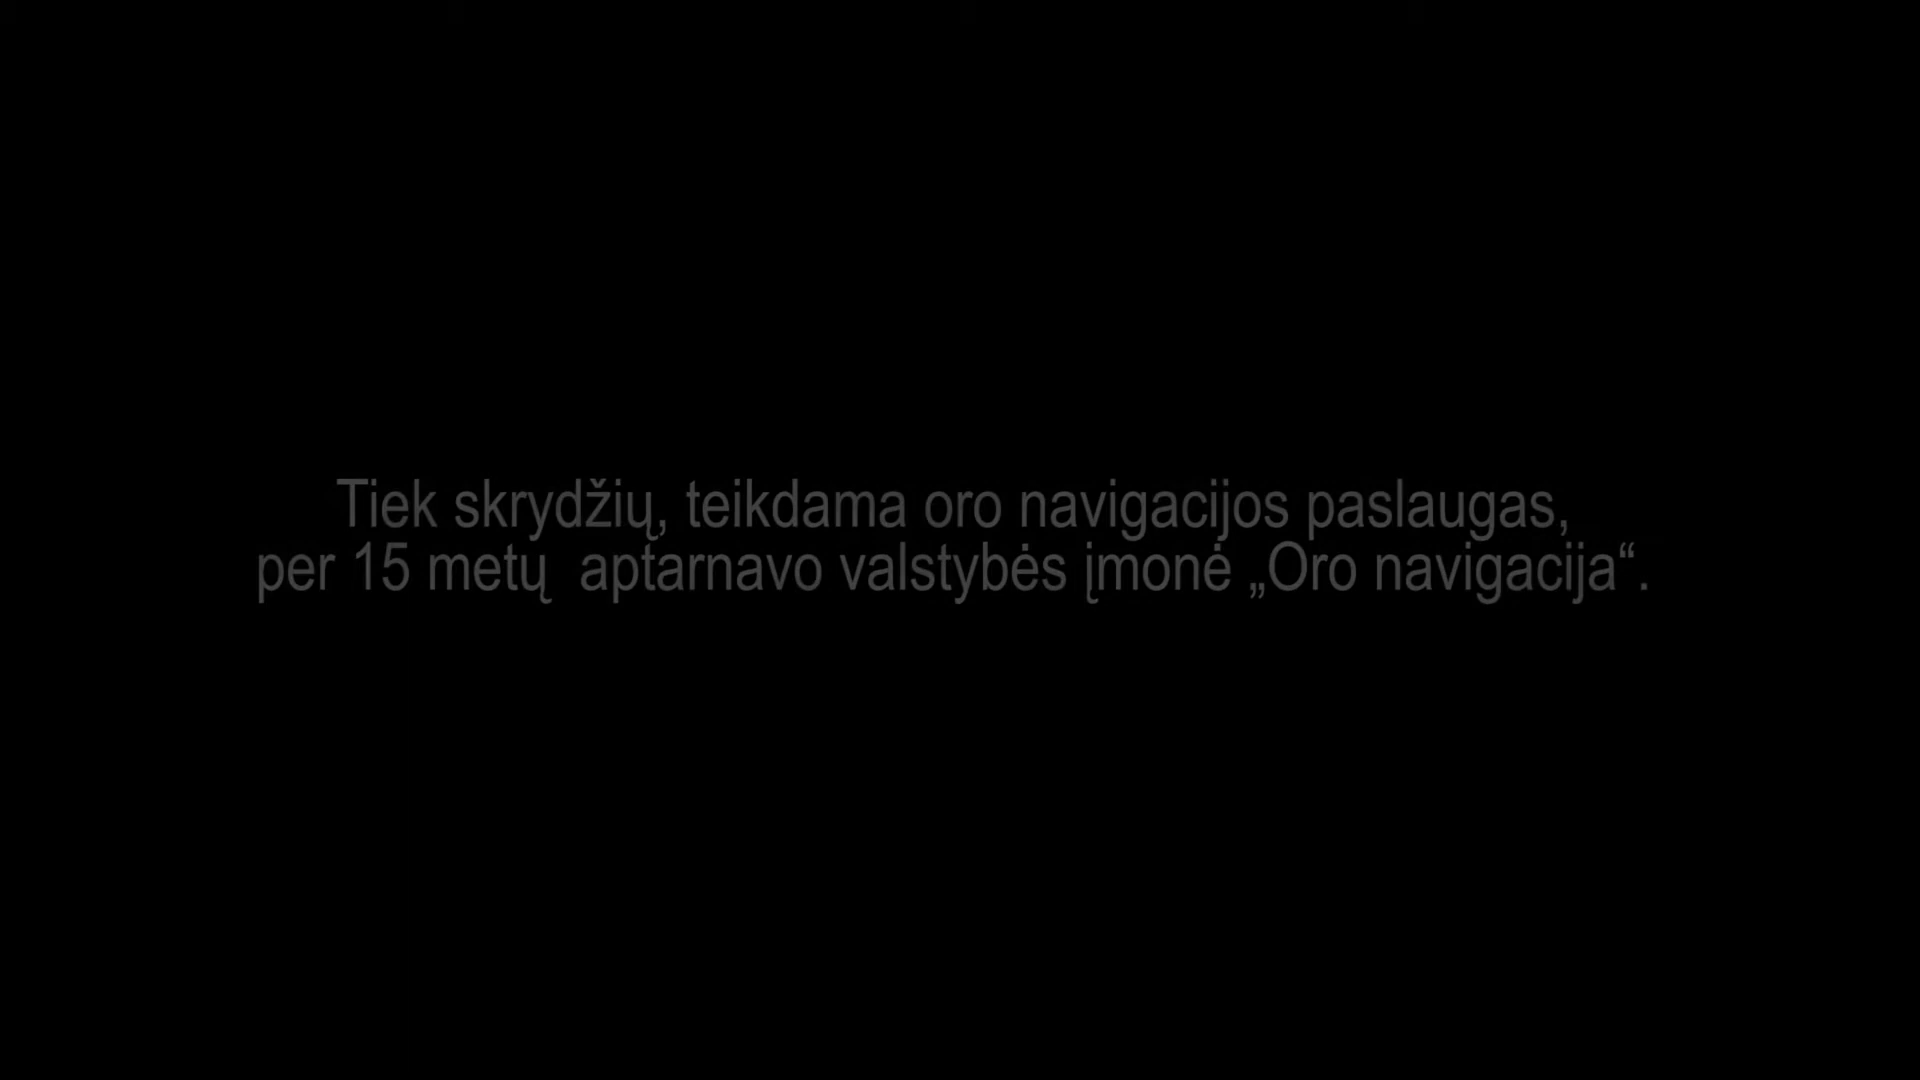 Tiek skrydžių, teikdama oro navigacijos paslaugas,
per 15 metų  aptarnavo valstybės įmonė „Oro navigacija“.